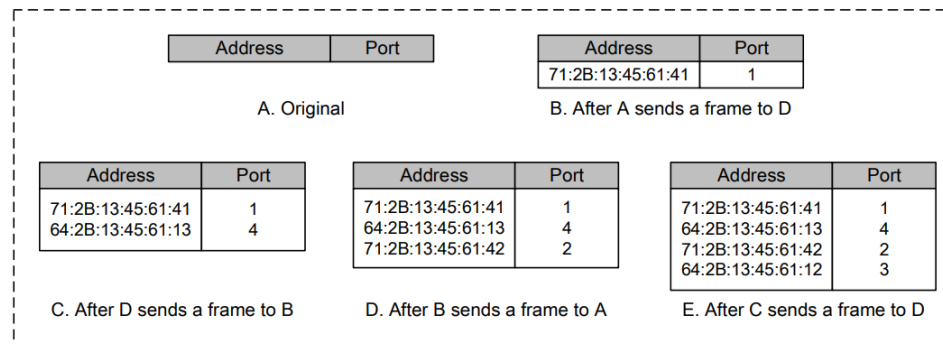 Address Port
A. Original
Address Port
71:2B:13:45:61:41 1
B. After A sends a frame to D
Address Port
71:2B:13:45:61:41 1
64:2B:13:45:61:13 4
C. After D sends a frame to B
Address Port
71:2B:13:45:61:41 1
64:2B:13:45:61:13 4
71:2B:13:45:61:42 2
D. After B sends a frame to A
Address Port
71:2B:13:45:61:41 1
64:2B:13:45:61:13 4
71:2B:13:45:61:42 2
64:2B:13:45:61:12 3
E. After C sends a frame to D